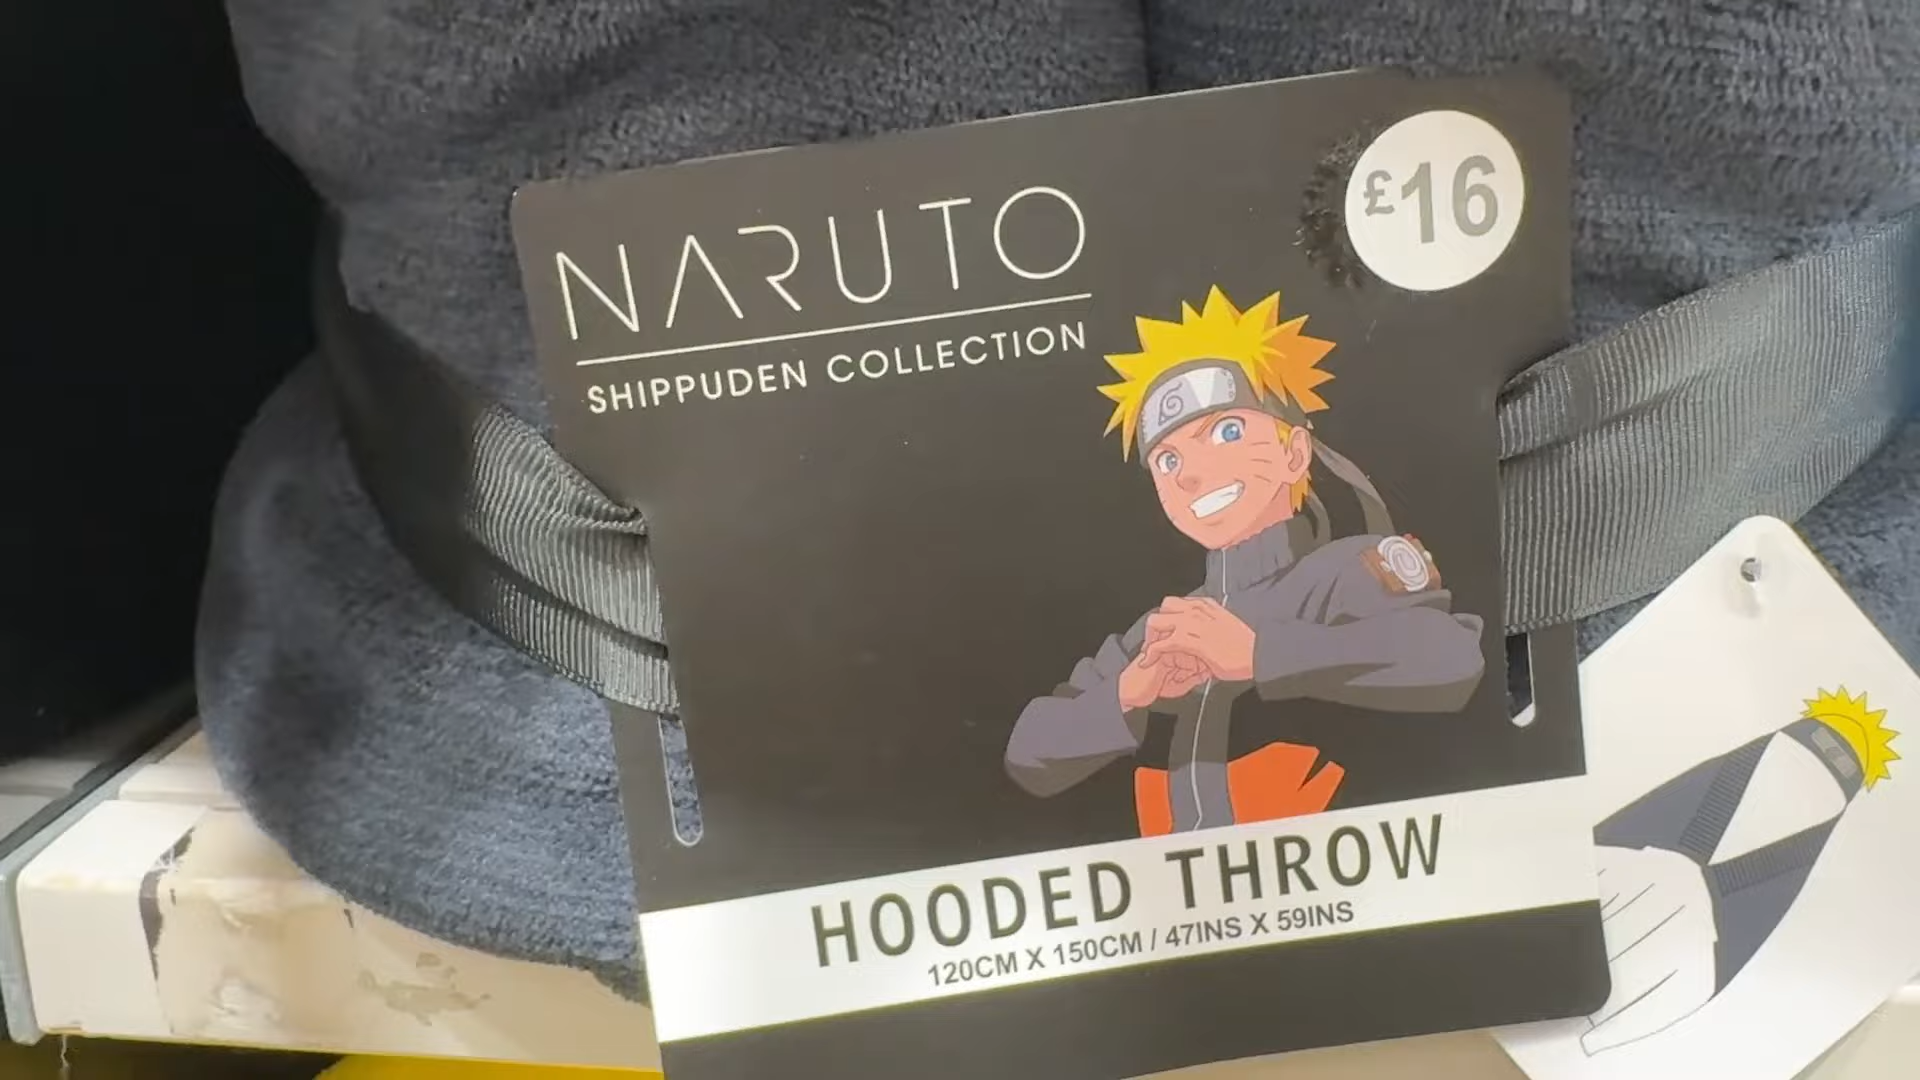 NARUTO
SHIPPUDEN COLLECTION
£16
HOODED THROW
120CM X 150CM / 47INS X 59INS